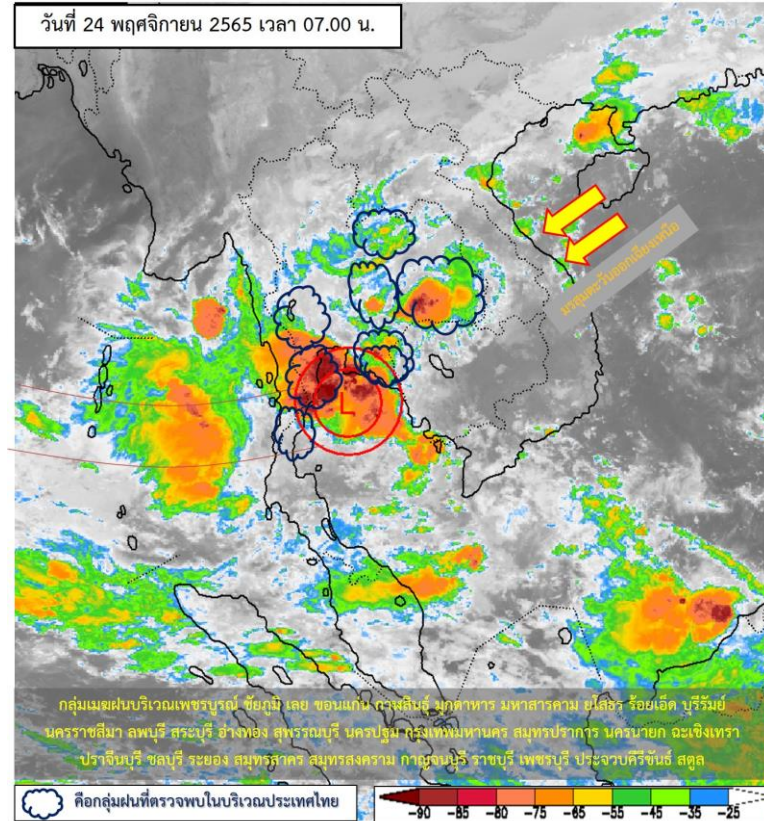 วันที่ 24 พฤศจิกายน 2565 เวลา 07.00 น.
มรสุมตะวันออกเฉียงเหนือ
L
กลุ่มเมฆฝนบริเวณเพชรบูรณ์ ชัยภูมิ เลย ขอนแก่น กาฬสินธุ์ มุกดาหาร มหาสารคาม ยโสธร ร้อยเอ็ด บุรีรัมย์
นครราชสีมา ลพบุรี สระบุรี อ่างทอง สุพรรณบุรี นครปฐม กรุงเทพมหานคร สมุทรปราการ นครนายก ฉะเชิงเทรา
ปราจีนบุรี ชลบุรี ระยอง สมุทรสาคร สมุทรสงคราม กาญจนบุรี ราชบุรี เพชรบุรี ประจวบคีรีขันธ์ สตูล
คือกลุ่มฝนที่ตรวจพบในบริเวณประเทศไทย
-90 -85 -80 -75 -65 -55 -45 -35 -25